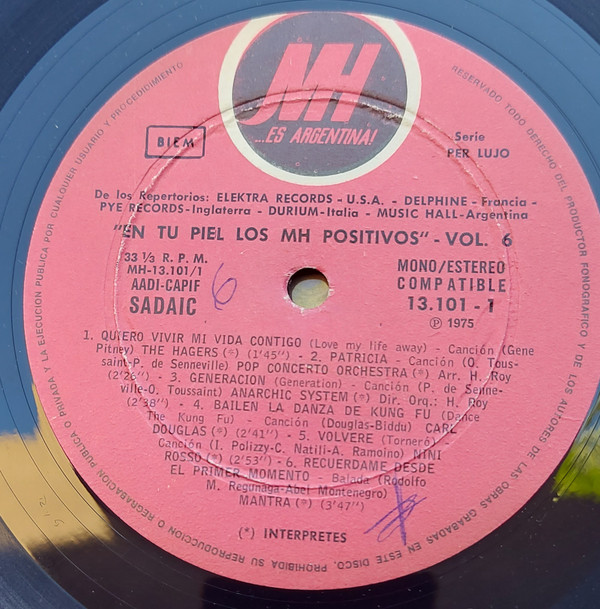 MH
...ES ARGENTINA!
BIEM
Serie
PER LUJO
De los Repertorios: ELEKTRA RECORDS - U.S.A. - DELPHINE - Francia -
PYE RECORDS-Inglaterra - DURIUM-Italia - MUSIC HALL-Argentina
"EN TU PIEL LOS MH POSITIVOS" - VOL. 6
33 ⅓ R. P. M.
MH-13.101/1
AADI-CAPIF
SADAIC
6
MONO/ESTEREO
COMPATIBLE
13.101 - 1
Ⓟ 1975
1. QUIERO VIVIR MI VIDA CONTIGO (Love my life away) - Canción (Gene
Pitney) THE HAGERS (*) (1'45") - 2. PATRICIA - Canción (O. Tous-
saint-P. de Senneville) POP CONCERTO ORCHESTRA (*) Arr. H. Roy
(2'26") - 3. GENERACION (Generation) - Canción (P. de Senne-
ville-O. Toussaint) ANARCHIC SYSTEM (*) Dir. Orq.: H. Roy
(2'38") - 4. BAILEN LA DANZA DE KUNG FU (Dance
The Kung Fu) - Canción (Douglas-Biddu) CARL
DOUGLAS (*) (2'41") - 5. VOLVERE (Torneró)
Canción (I. Polizzy-C. Natili-A. Ramoino) NINI
ROSSO (*) (2'53") - 6. RECUERDAME DESDE
EL PRIMER MOMENTO - Balada (Rodolfo
M. Regúnaga-Abel Montenegro)
MANTRA (*) (3'47")
(*) INTERPRETES
RESERVADO TODO DERECHO DEL PRODUCTOR FONOGRAFICO Y DE LOS AUTORES DE LAS OBRAS GRABADAS EN ESTE DISCO. PROHIBIDA SU REPRODUCCION O REGRABACION PUBLICA O PRIVADA Y LA EJECUCION PUBLICA POR CUALQUIER USUARIO Y PROCEDIMIENTO